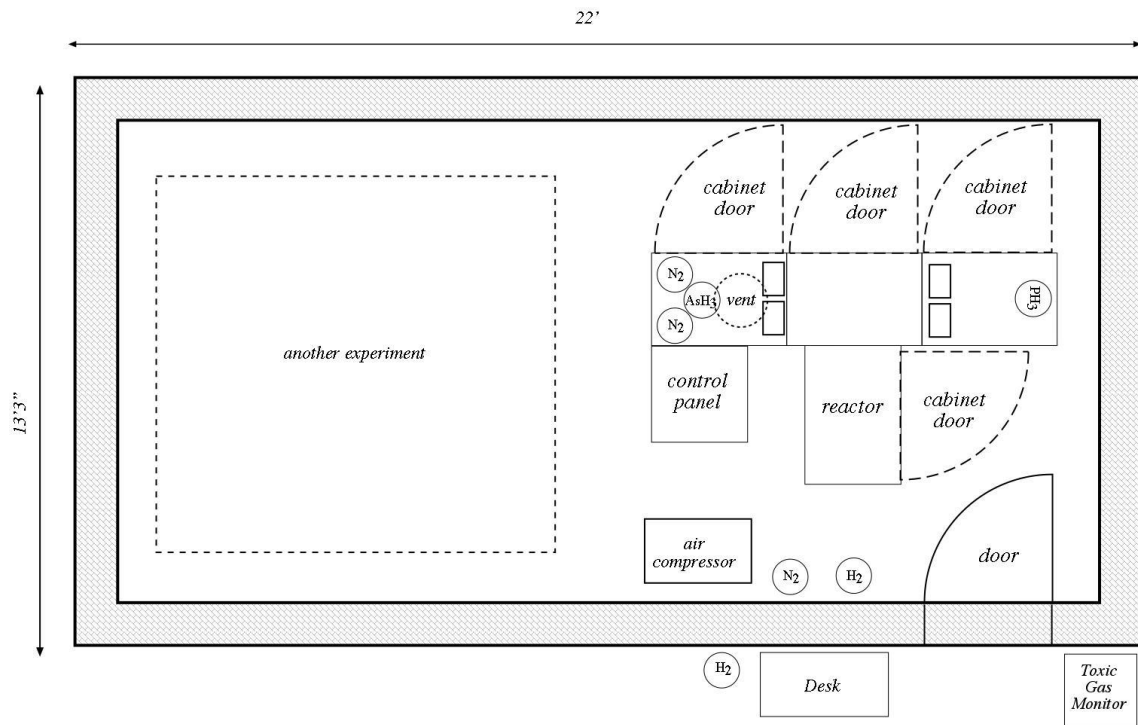 22’
13’3”
cabinet
door
cabinet
door
cabinet
door
N2
AsH3
vent
N2
PH3
another experiment
control
panel
reactor
cabinet
door
air
compressor
N2
H2
door
H2
Desk
Toxic
Gas
Monitor